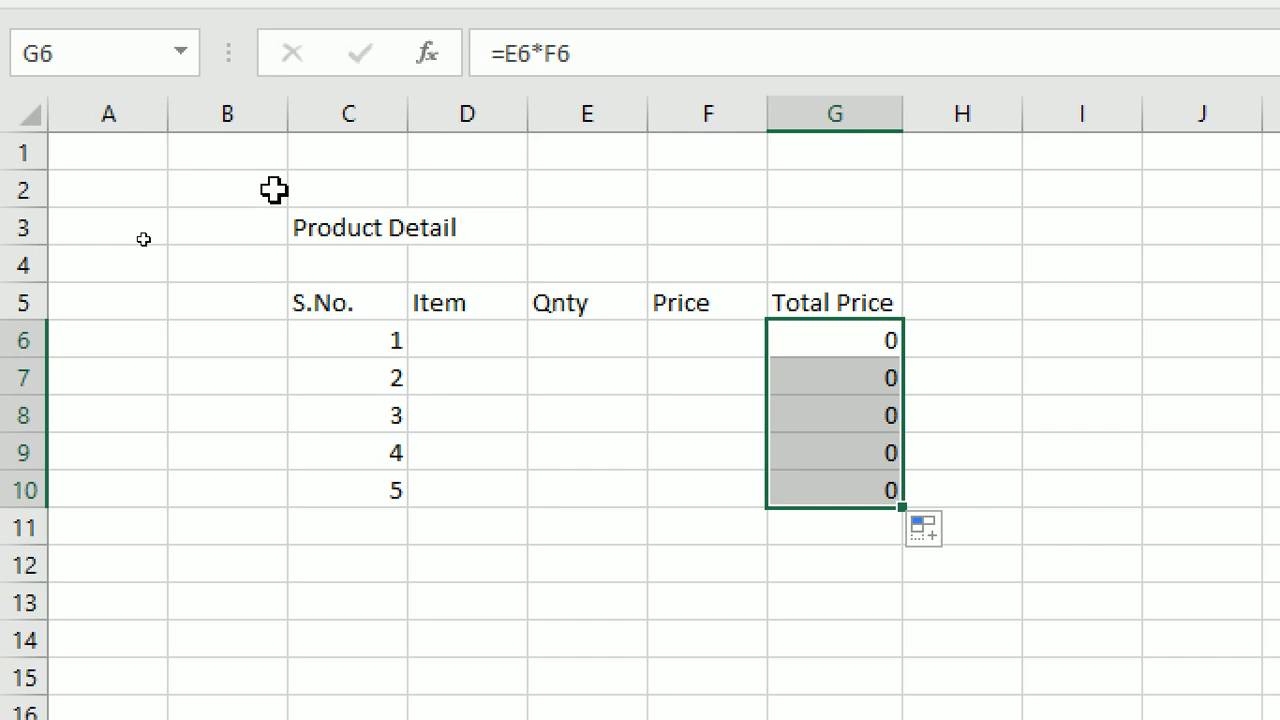 G6 fx =E6*F6
A B C D E F G H I J
1
2
3 Product Detail
4
5 S.No. Item Qnty Price Total Price
6 1 0
7 2 0
8 3 0
9 4 0
10 5 0
11
12
13
14
15
16